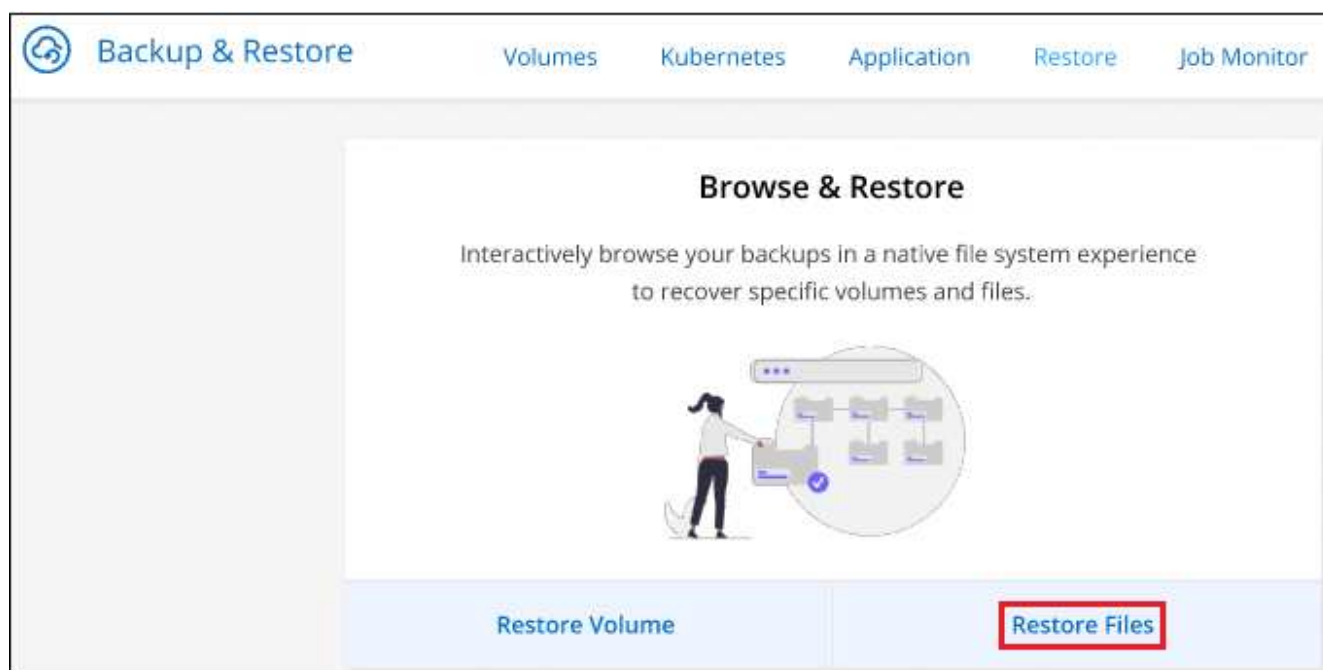 Backup & Restore Volumes Kubernetes Application Restore Job Monitor
Browse & Restore
Interactively browse your backups in a native file system experience
to recover specific volumes and files.
Restore Volume Restore Files